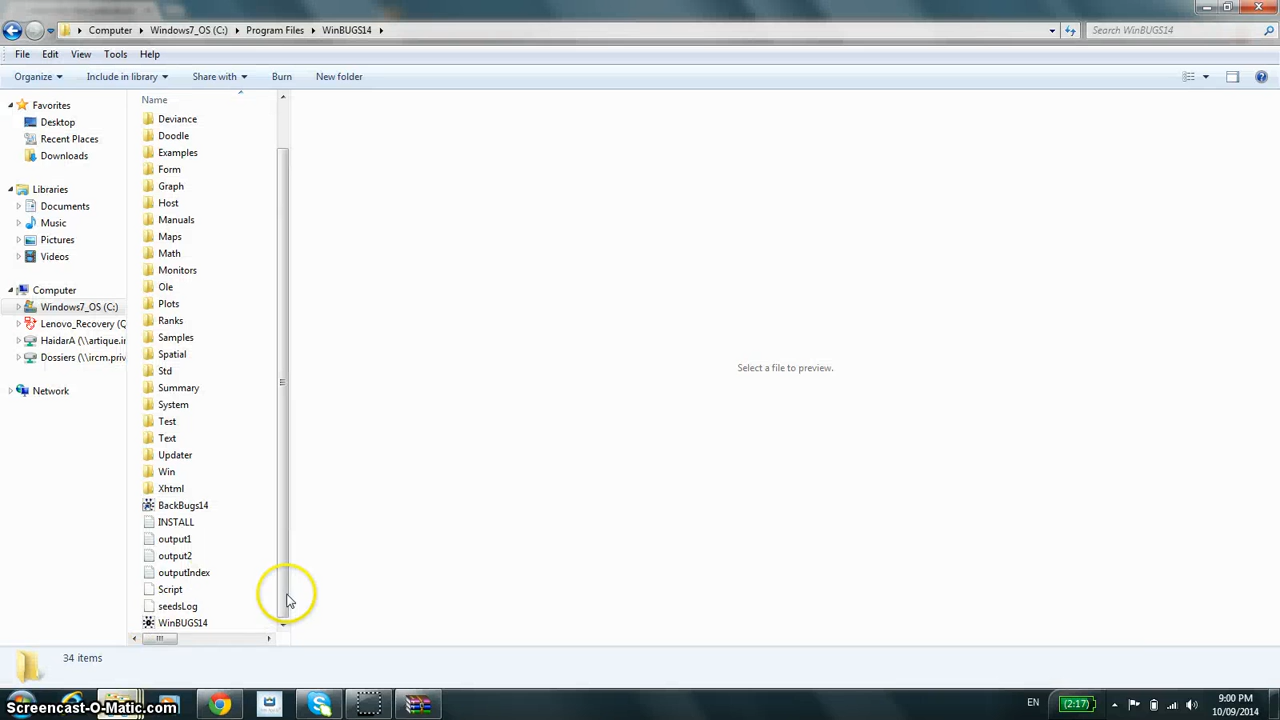 Computer Windows7_OS (C:) Program Files WinBUGS14
Search WinBUGS14
File Edit View Tools Help
Organize Include in library Share with Burn New folder
Favorites
Desktop
Recent Places
Downloads
Libraries
Documents
Music
Pictures
Videos
Computer
Windows7_OS (C:)
Lenovo_Recovery (Q
HaidarA (\\artique.ir
Dossiers (\\ircm.priv
Network
Name
Deviance
Doodle
Examples
Form
Graph
Host
Manuals
Maps
Math
Monitors
Ole
Plots
Ranks
Samples
Spatial
Std
Summary
System
Test
Text
Updater
Win
Xhtml
BackBugs14
INSTALL
output1
output2
outputIndex
Script
seedsLog
WinBUGS14
Select a file to preview.
34 items
Screencast-O-Matic.com
EN
(2:17)
9:00 PM
10/09/2014